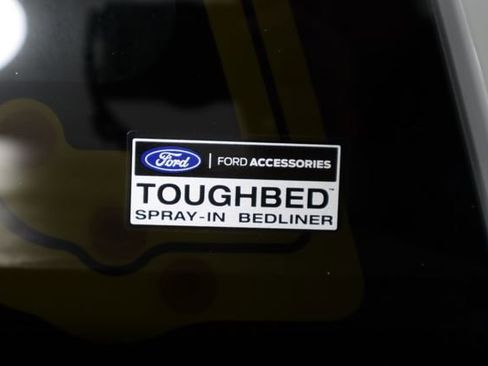 Ford | FORD ACCESSORIES
TOUGHBED™
SPRAY-IN BEDLINER